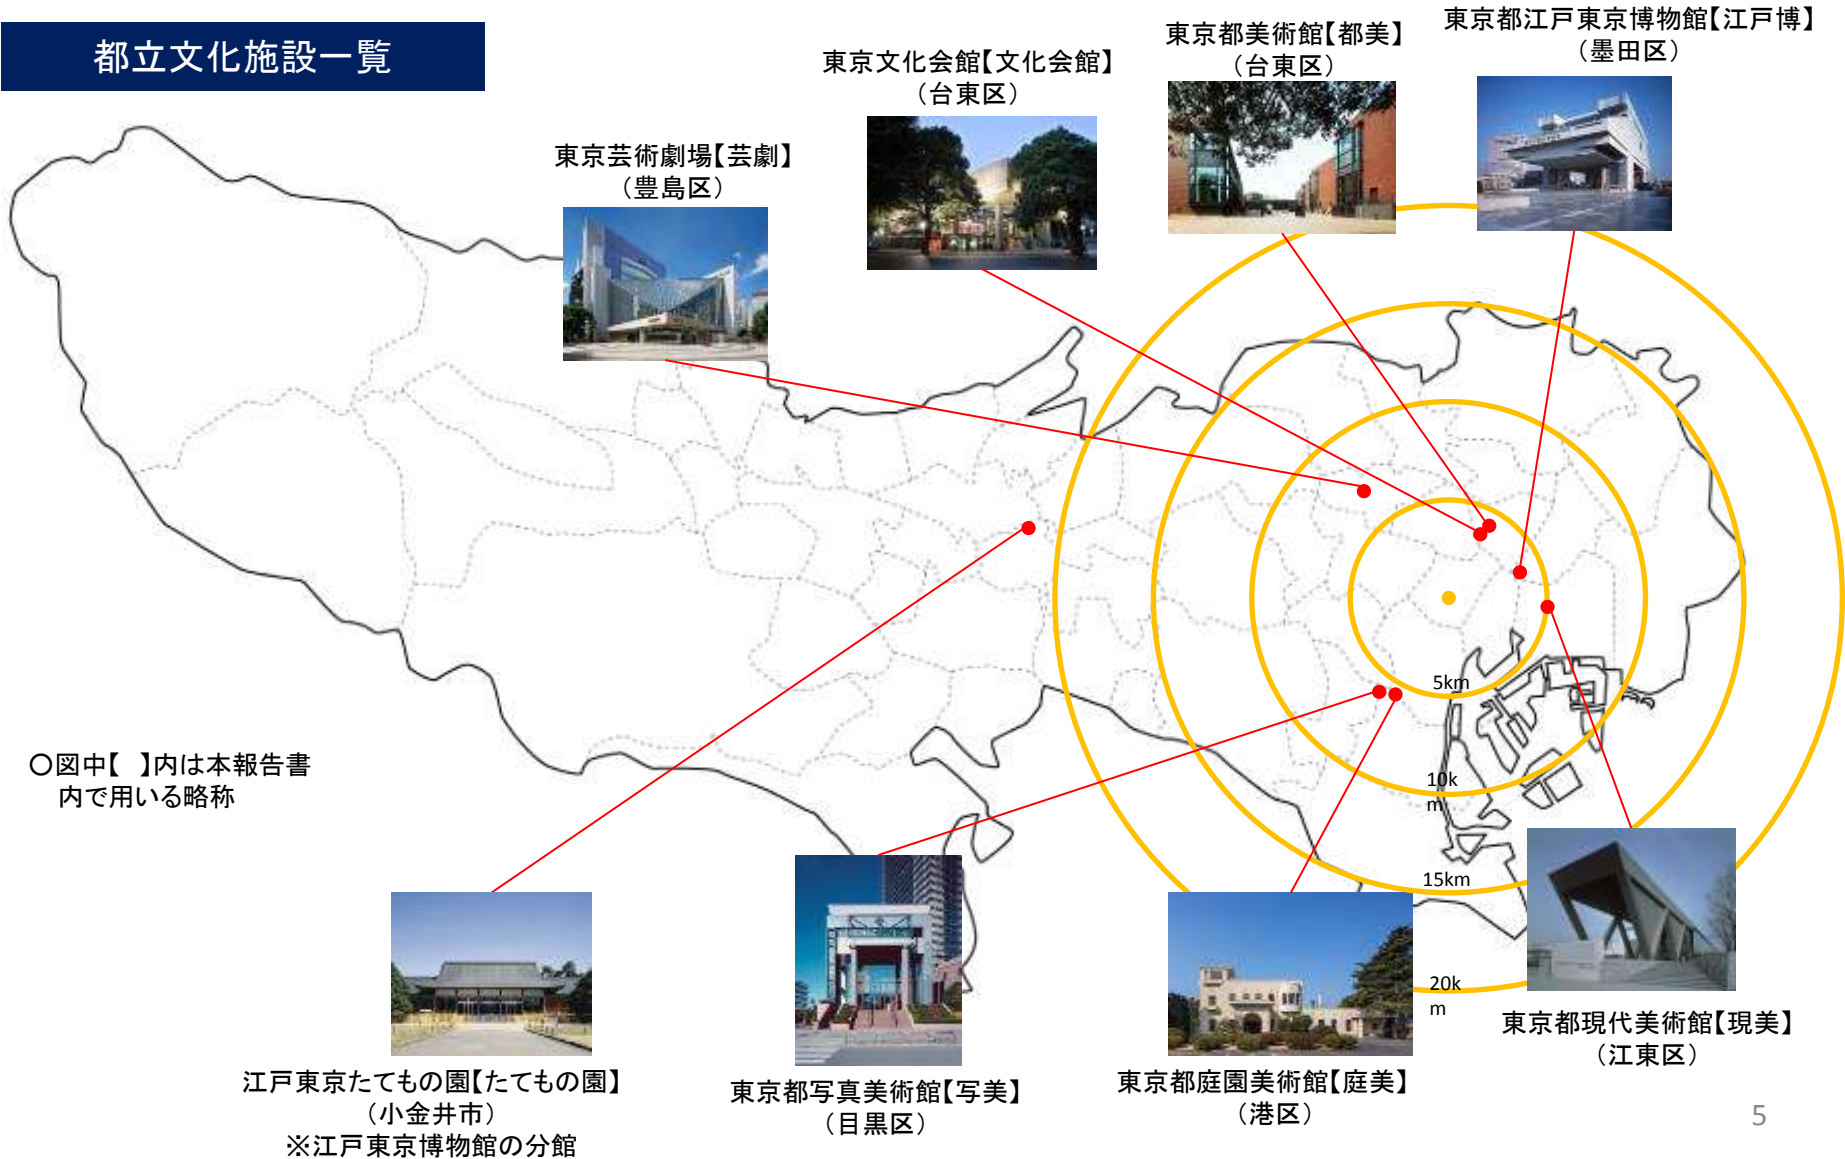 都立文化施設一覧
東京都江戸東京博物館【江戸博】
（墨田区）
東京都美術館【都美】
（台東区）
東京文化会館【文化会館】
（台東区）
東京芸術劇場【芸劇】
（豊島区）
5km
10k
m
15km
20k
m
〇図中【　】内は本報告書
内で用いる略称
江戸東京たてもの園【たてもの園】
（小金井市）
※江戸東京博物館の分館
東京都写真美術館【写美】
（目黒区）
東京都庭園美術館【庭美】
（港区）
東京都現代美術館【現美】
（江東区）
5